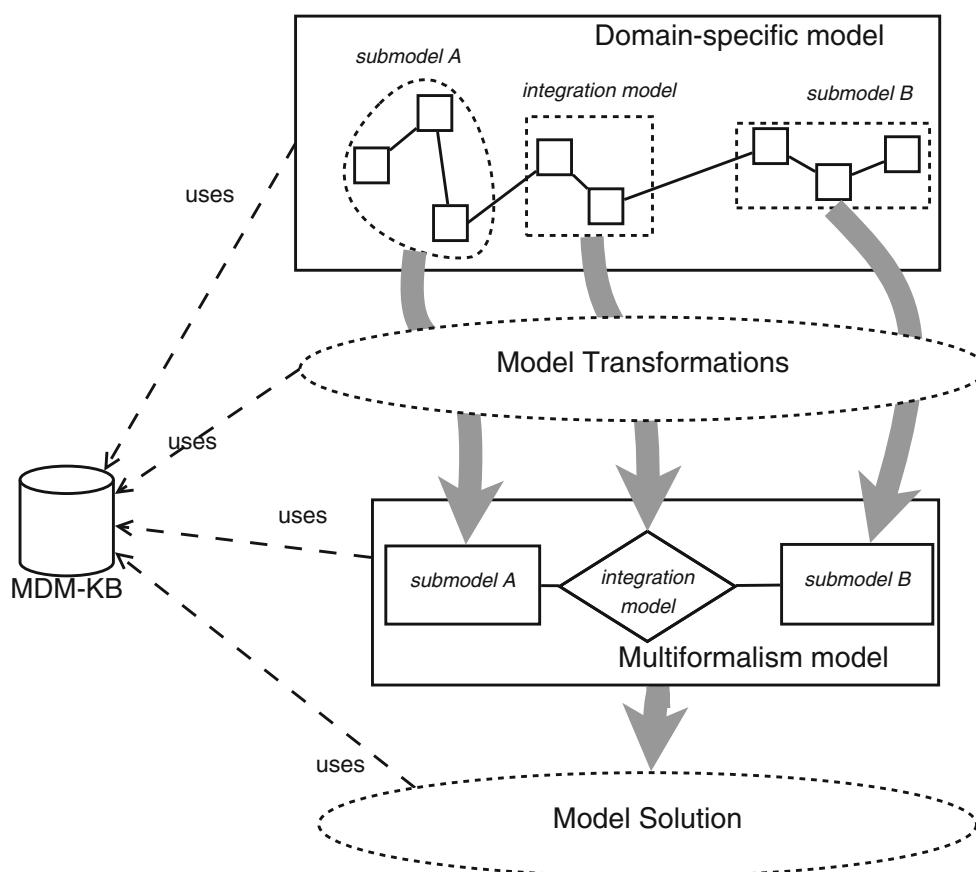 Domain-specific model
submodel A
integration model
submodel B
uses
Model Transformations
uses
uses
MDM-KB
submodel A
integration
model
submodel B
Multiformalism model
uses
Model Solution